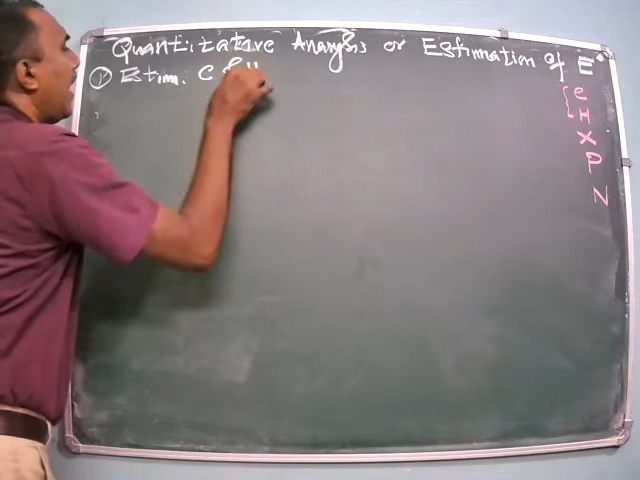 Quantitative Analysis or Estimation of E
① Estim. C & H
{ C
H
X
P
N